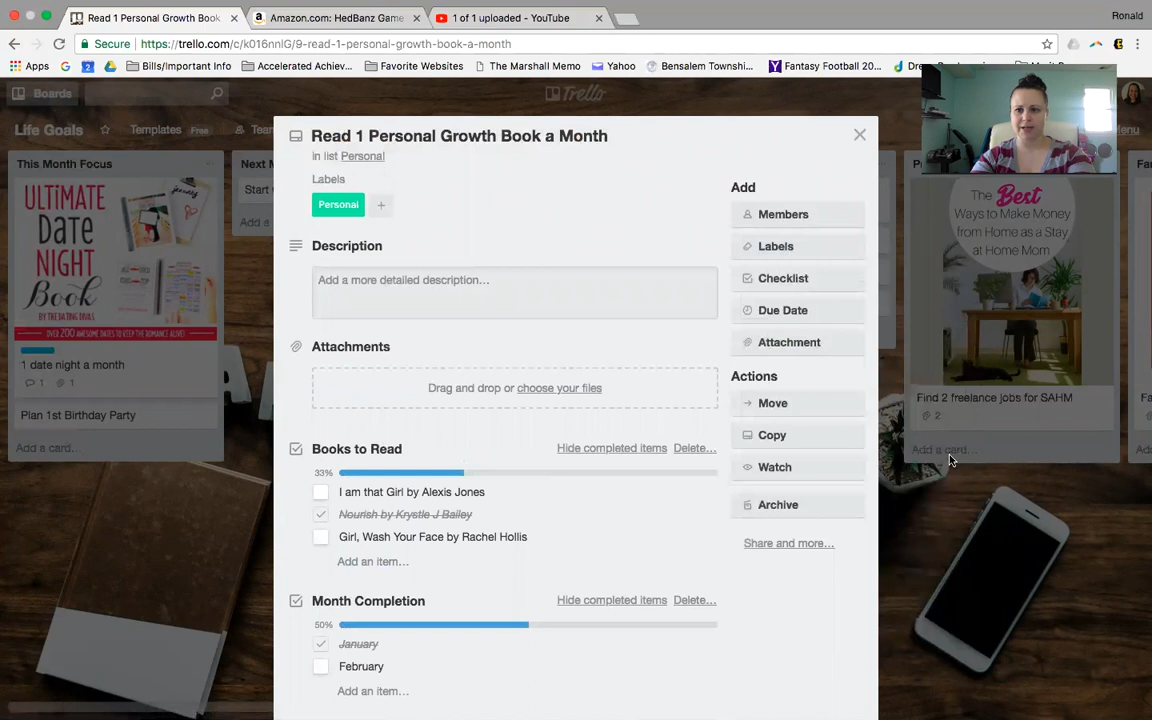 Read 1 Personal Growth Book
Amazon.com: HedBanz Game
1 of 1 uploaded - YouTube
Ronald
Secure
https://trello.com/c/k016nnlG/9-read-1-personal-growth-book-a-month
Apps
Bills/Important Info
Accelerated Achiev...
Favorite Websites
The Marshall Memo
Yahoo
Bensalem Townshi...
Fantasy Football 20...
Boards
Trello
Life Goals
Templates
Free
This Month Focus
ULTIMATE
DATE
NIGHT
BOOK
BY THE DATING DIVAS
OVER 200 AWESOME DATES TO KEEP THE ROMANCE ALIVE!
1 date night a month
1
1
Plan 1st Birthday Party
Add a card...
Read 1 Personal Growth Book a Month
in list Personal
Labels
Personal
+
Description
Add a more detailed description...
Attachments
Drag and drop or choose your files
Books to Read
Hide completed items
Delete...
33%
I am that Girl by Alexis Jones
Nourish by Krystle J Bailey
Girl, Wash Your Face by Rachel Hollis
Add an item...
Month Completion
Hide completed items
Delete...
50%
January
February
Add an item...
Add
Members
Labels
Checklist
Due Date
Attachment
Actions
Move
Copy
Watch
Archive
Share and more...
The Best
Ways to Make Money
from Home as a Stay
at Home Mom
Find 2 freelance jobs for SAHM
2
Add a card...